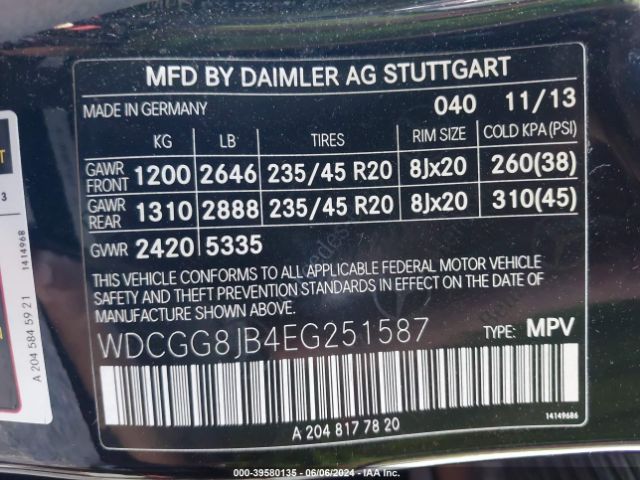 MFD BY DAIMLER AG STUTTGART
MADE IN GERMANY 040 11/13
KG LB TIRES RIM SIZE COLD KPA (PSI)
GAWR FRONT 1200 2646 235/45 R20 8Jx20 260(38)
GAWR REAR 1310 2888 235/45 R20 8Jx20 310(45)
GVWR 2420 5335
THIS VEHICLE CONFORMS TO ALL APPLICABLE FEDERAL MOTOR VEHICLE
SAFETY AND THEFT PREVENTION STANDARDS IN EFFECT ON THE DATE OF
MANUFACTURE SHOWN ABOVE.
WDCGG8JB4EG251587 TYPE: MPV
14149686
A 204 817 78 20
A 204 584 59 21
1414968
3
000-39580135 - 06/06/2024 - IAA Inc.